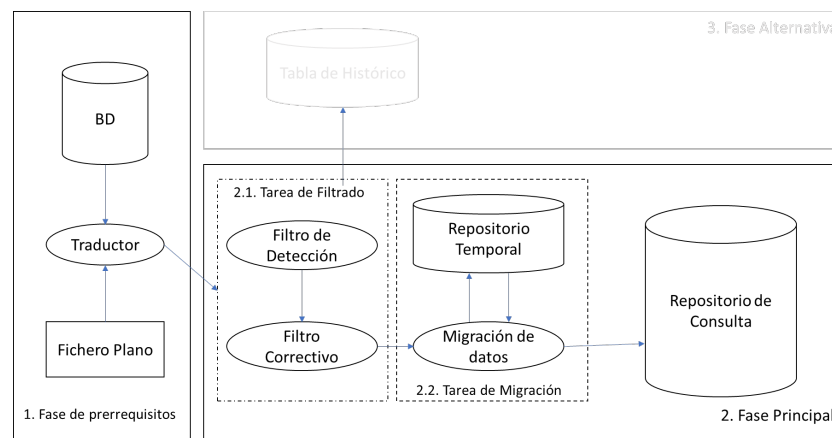 3. Fase Alternativa
Tabla de Histórico
BD
2.1. Tarea de Filtrado
Traductor
Filtro de
Detección
Repositorio
Temporal
Repositorio de
Consulta
Fichero Plano
Filtro
Correctivo
Migración de
datos
2.2. Tarea de Migración
1. Fase de prerrequisitos
2. Fase Principal